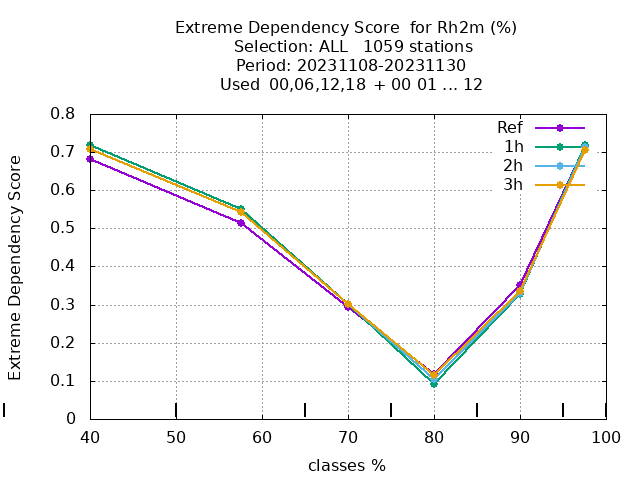 Extreme Dependency Score  for Rh2m (%)
Selection: ALL   1059 stations
Period: 20231108-20231130
Used  00,06,12,18  + 00 01 ... 12
Extreme Dependency Score
0.8
0.7
0.6
0.5
0.4
0.3
0.2
0.1
0
Ref
1h
2h
3h
40 50 60 70 80 90 100
classes %